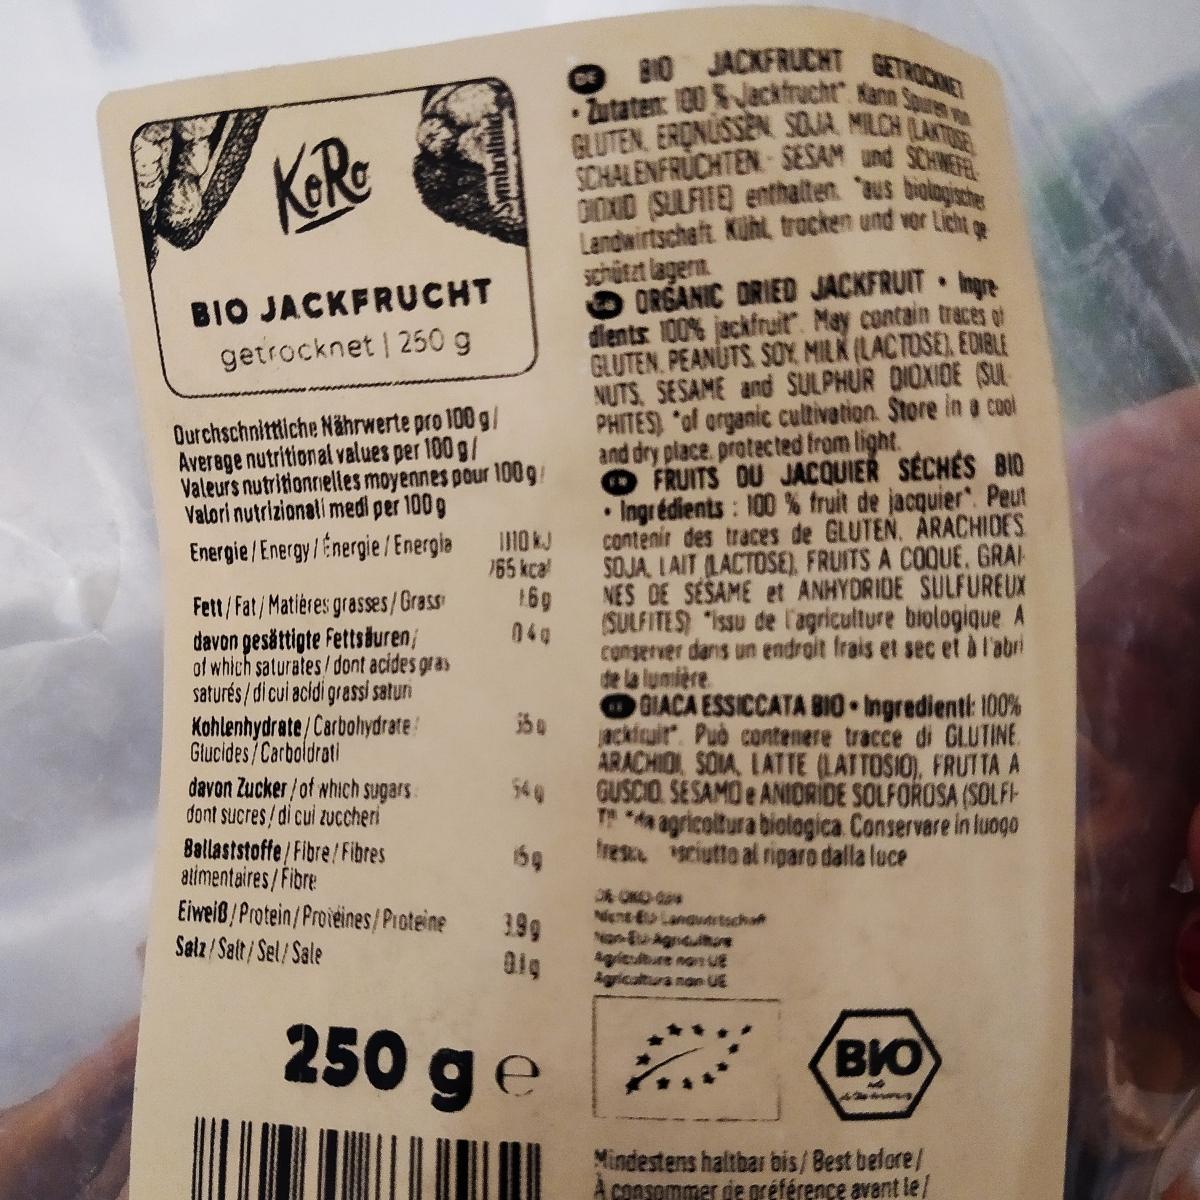 KoRo
Symbolbild
BIO JACKFRUCHT
getrocknet | 250 g
Durchschnittliche Nährwerte pro 100 g/
Average nutritional values per 100 g/
Valeurs nutritionnelles moyennes pour 100 g/
Valori nutrizionali medi per 100 g
Energie/Energy/Énergie/Energia 1110 kJ
265 kcal
Fett/Fat/Matières grasses/Grassi 1.6 g
davon gesättigte Fettsäuren/ 0.4 g
of which saturates/dont acides gras
saturés/di cui acidi grassi saturi
Kohlenhydrate/Carbohydrate/
Glucides/Carboidrati
davon Zucker/of which sugars 54 g
dont sucres/di cui zuccheri
Ballaststoffe/Fibre/Fibres 15 g
alimentaires/Fibre
Eiweiß/Protein/Protéines/Proteine 3.9 g
Salz/Salt/Sel/Sale 0.1 g
250 g e
DE BIO JACKFRUCHT GETROCKNET
• Zutaten: 100 % Jackfrucht*. Kann Spuren von
GLUTEN, ERDNÜSSEN, SOJA, MILCH (LAKTOSE),
SCHALENFRÜCHTEN, SESAM und SCHWEFEL
DIOXID (SULFITE) enthalten. *aus biologischer
Landwirtschaft. Kühl, trocken und vor Licht ge
schützt lagern.
ORGANIC DRIED JACKFRUIT • Ingre
dients: 100% jackfruit*. May contain traces of
GLUTEN, PEANUTS, SOY, MILK (LACTOSE), EDIBLE
NUTS, SESAME and SULPHUR DIOXIDE (SUL
PHITES). *of organic cultivation. Store in a cool
and dry place, protected from light.
FRUITS DU JACQUIER SÉCHÉS BIO
• Ingrédients : 100 % fruit de jacquier*. Peut
contenir des traces de GLUTEN, ARACHIDES,
SOJA, LAIT (LACTOSE), FRUITS A COQUE, GRAI-
NES DE SÉSAME et ANHYDRIDE SULFUREUX
(SULFITES) *issu de l'agriculture biologique A
conserver dans un endroit frais et sec et à l'abri
de la lumière.
GIACA ESSICCATA BIO • Ingredienti: 100%
jackfruit*. Può contenere tracce di GLUTINE,
ARACHIDI, SOIA, LATTE (LATTOSIO), FRUTTA A
GUSCIO, SESAMO e ANIDRIDE SOLFOROSA (SOLFI-
*da agricoltura biologica. Conservare in luogo
al riparo dalla luce
Nicht-EU-Landwirtschaft
Non-EU-Agriculture
Agriculture non UE
Agricoltura non UE
BIO
Mindestens haltbar bis/Best before/
À consommer de préférence avant le/